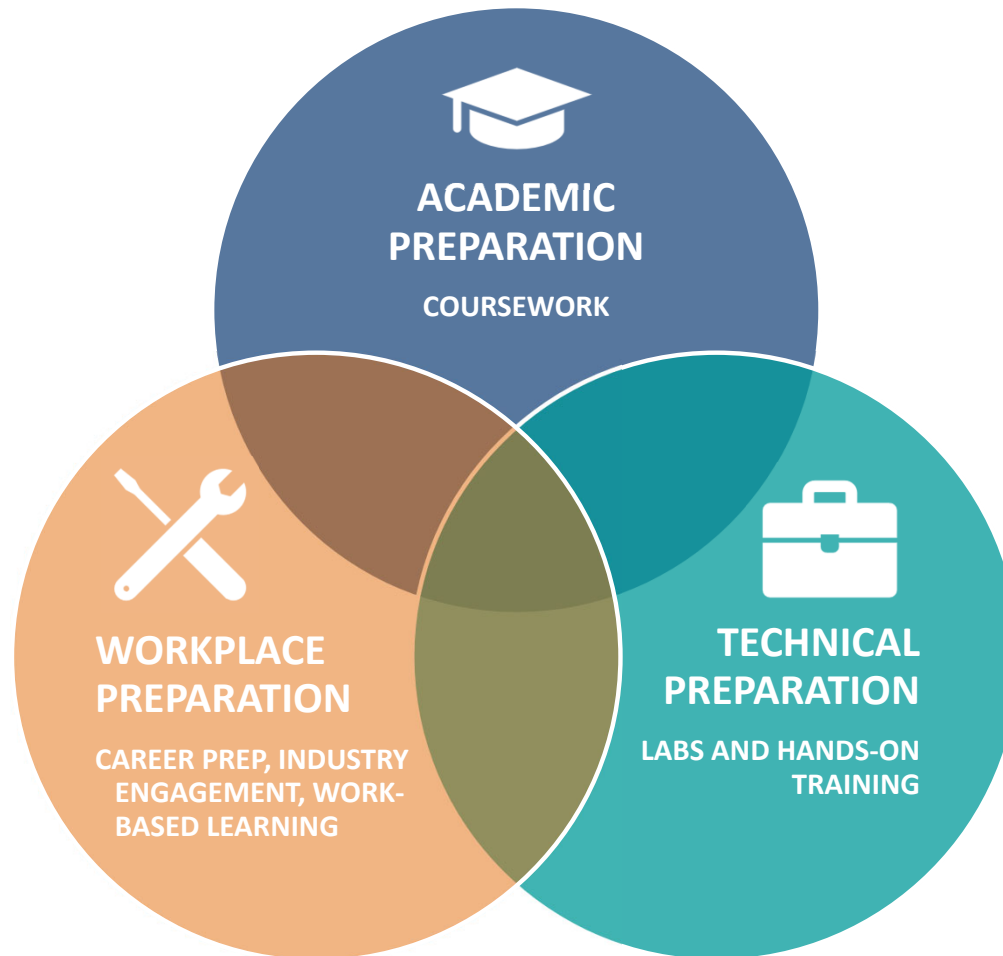 ACADEMIC
PREPARATION
COURSEWORK
WORKPLACE
PREPARATION
CAREER PREP, INDUSTRY
ENGAGEMENT, WORK-
BASED LEARNING
TECHNICAL
PREPARATION
LABS AND HANDS-ON
TRAINING